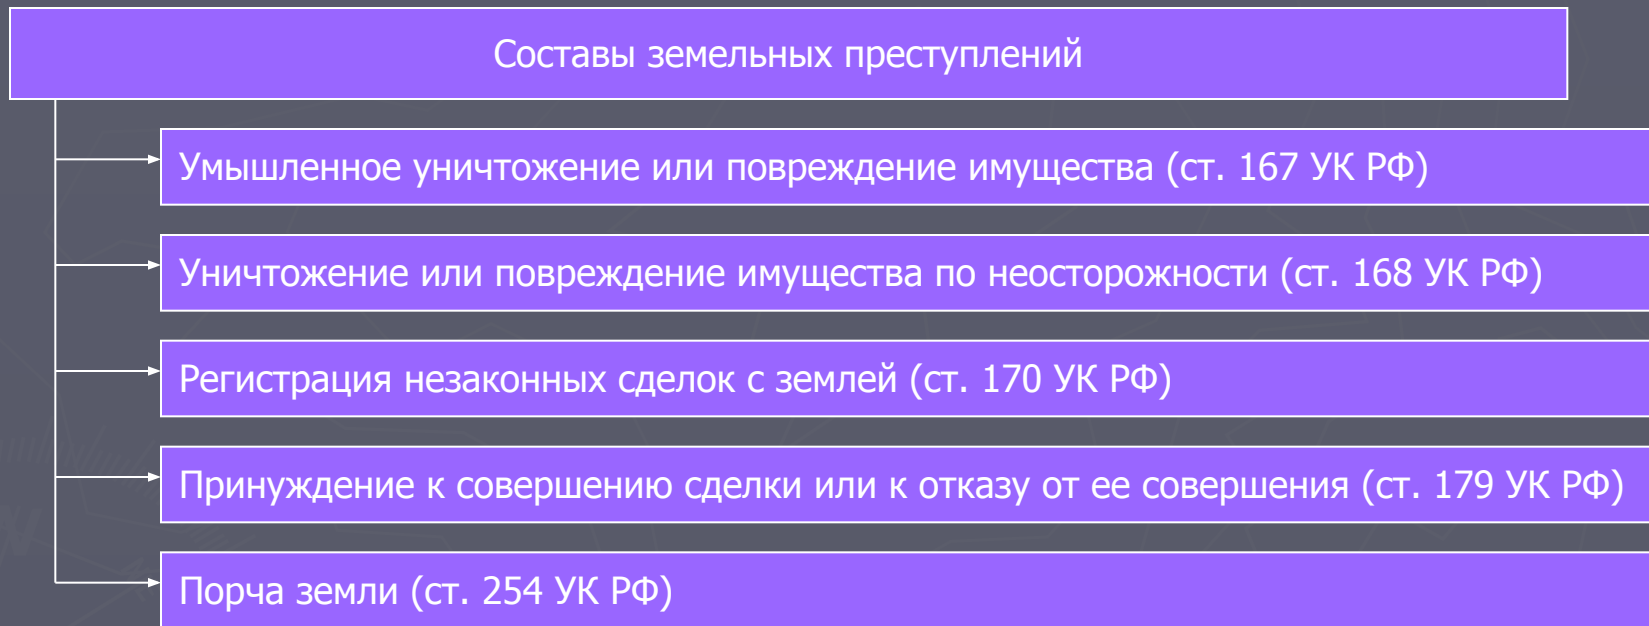 Составы земельных преступлений
Умышленное уничтожение или повреждение имущества (ст. 167 УК РФ)
Уничтожение или повреждение имущества по неосторожности (ст. 168 УК РФ)
Регистрация незаконных сделок с землей (ст. 170 УК РФ)
Принуждение к совершению сделки или к отказу от ее совершения (ст. 179 УК РФ)
Порча земли (ст. 254 УК РФ)